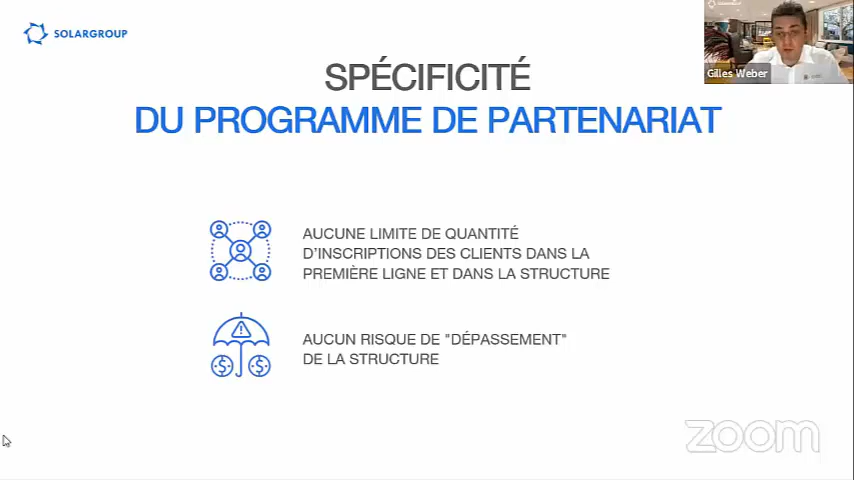 SOLARGROUP
Gilles Weber
SPÉCIFICITÉ
DU PROGRAMME DE PARTENARIAT
AUCUNE LIMITE DE QUANTITÉ
D'INSCRIPTIONS DES CLIENTS DANS LA
PREMIÈRE LIGNE ET DANS LA STRUCTURE
AUCUN RISQUE DE "DÉPASSEMENT"
DE LA STRUCTURE
zoom